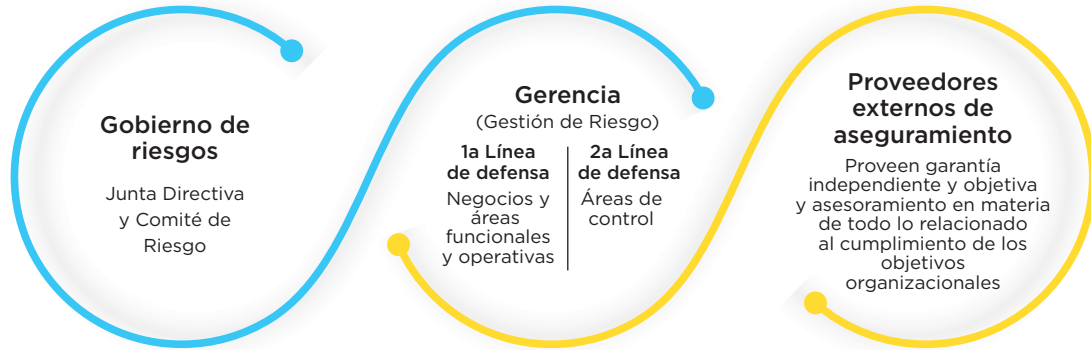 Gobierno de
riesgos
Junta Directiva
y Comité de
Riesgo
Gerencia
(Gestión de Riesgo)
1a Línea
de defensa
Negocios y
áreas
funcionales
y operativas
2a Línea
de defensa
Áreas de
control
Proveedores
externos de
aseguramiento
Proveen garantía
independiente y objetiva
y asesoramiento en materia
de todo lo relacionado
al cumplimiento de los
objetivos
organizacionales